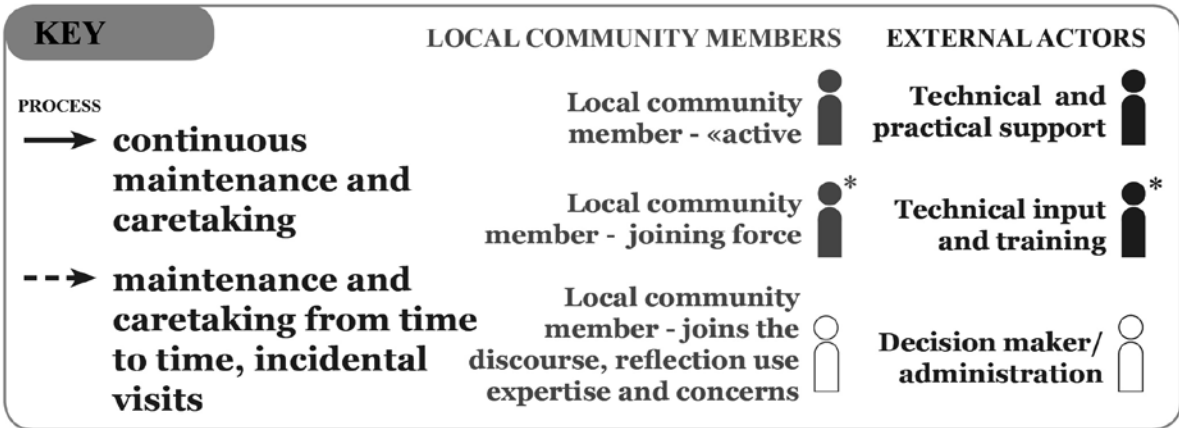 KEY
PROCESS
continuous
maintenance and
caretaking
maintenance and
caretaking from time
to time, incidental
visits
LOCAL COMMUNITY MEMBERS
Local community
member - «active
Local community
member - joining force
*
Local community
member - joins the
discourse, reflection use
expertise and concerns
EXTERNAL ACTORS
Technical and
practical support
Technical input
and training
*
Decision maker/
administration